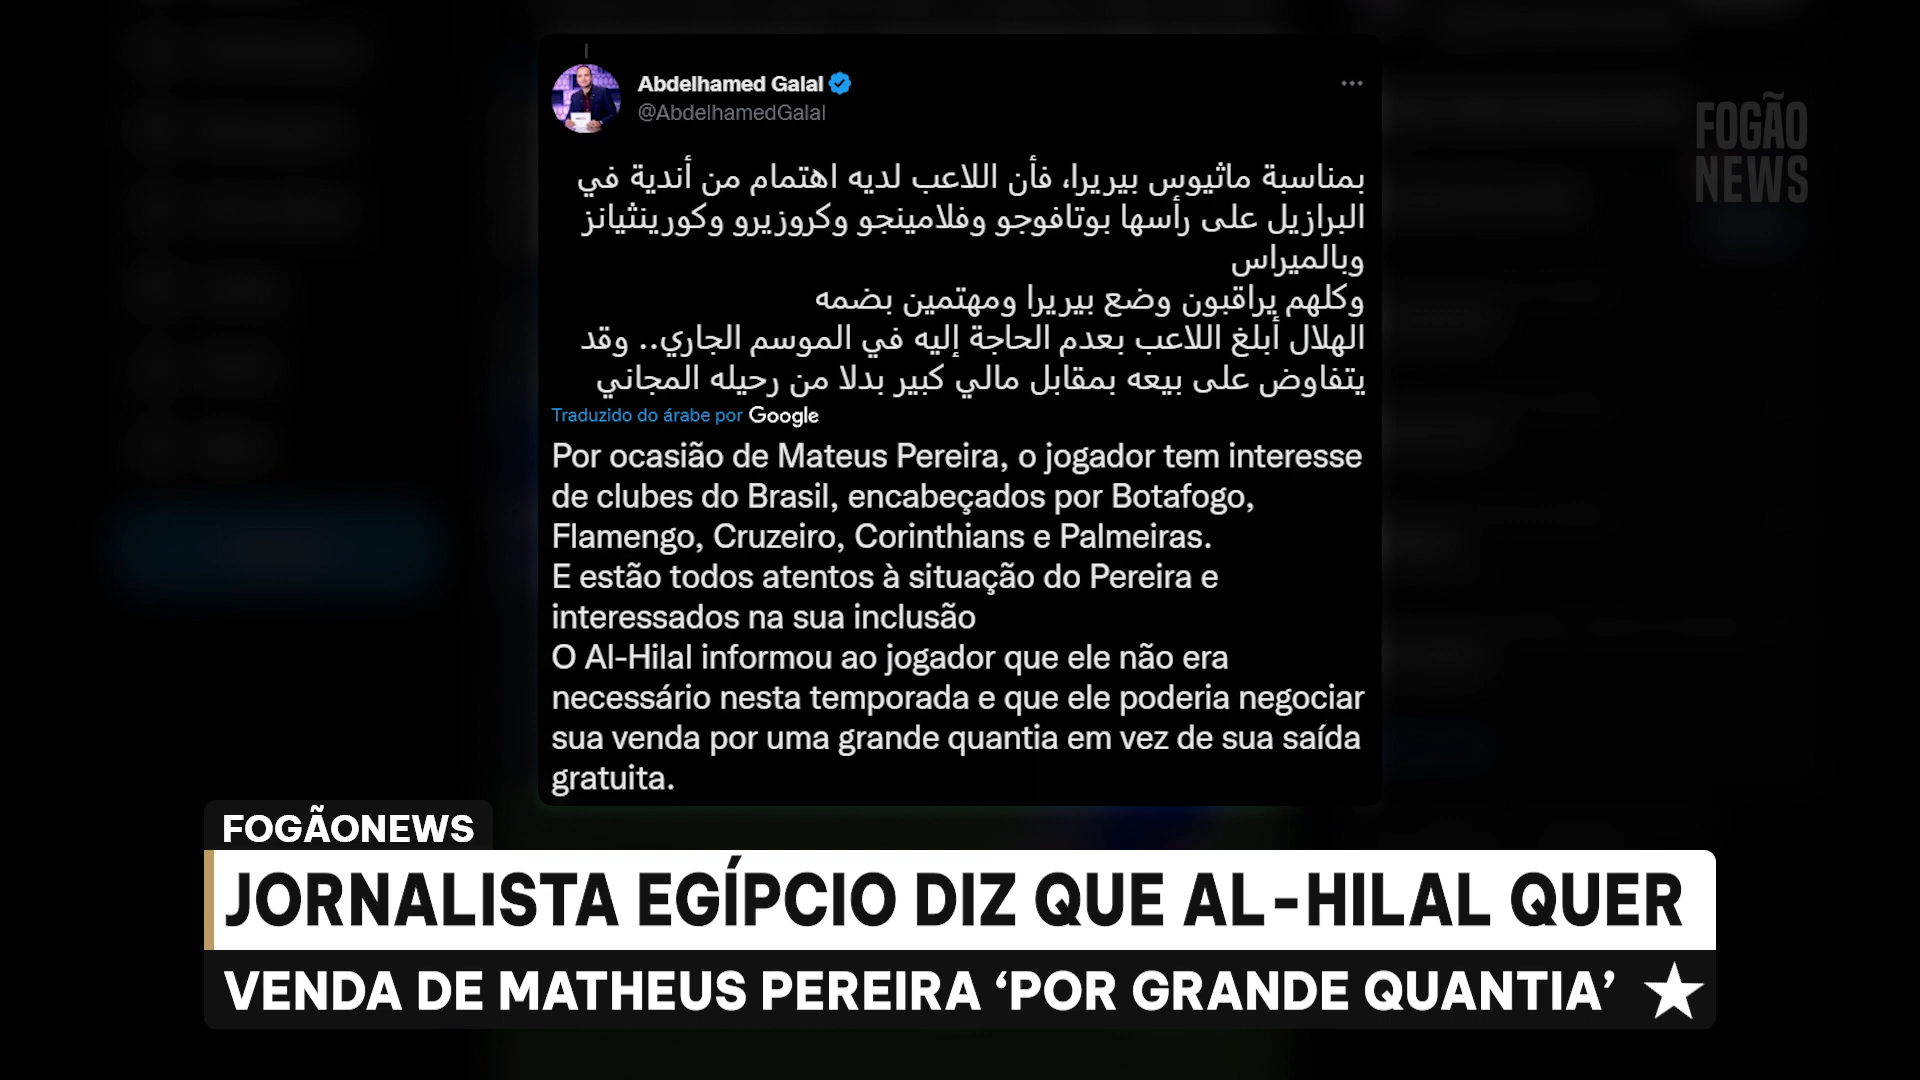 Abdelhamed Galal
@AbdelhamedGalal
FOGÃO
NEWS
بمناسبة ماثيوس بيريرا، فأن اللاعب لديه اهتمام من أندية في
البرازيل على رأسها بوتافوجو وفلامينجو وكروزيرو وكورينثيانز
وبالميراس
وكلهم يراقبون وضع بيريرا ومهتمين بضمه
الهلال أبلغ اللاعب بعدم الحاجة إليه في الموسم الجاري.. وقد
يتفاوض على بيعه بمقابل مالي كبير بدلا من رحيله المجاني
Traduzido do árabe por Google
Por ocasião de Mateus Pereira, o jogador tem interesse
de clubes do Brasil, encabeçados por Botafogo,
Flamengo, Cruzeiro, Corinthians e Palmeiras.
E estão todos atentos à situação do Pereira e
interessados na sua inclusão
O Al-Hilal informou ao jogador que ele não era
necessário nesta temporada e que ele poderia negociar
sua venda por uma grande quantia em vez de sua saída
gratuita.
FOGÃONEWS
JORNALISTA EGÍPCIO DIZ QUE AL-HILAL QUER
VENDA DE MATHEUS PEREIRA ‘POR GRANDE QUANTIA’